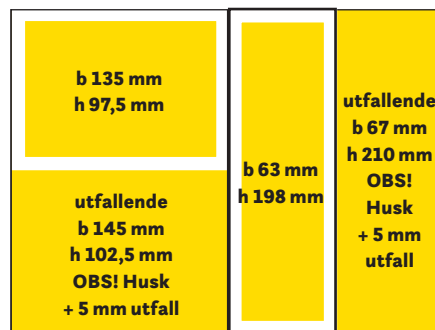 b 135 mm
h 97,5 mm
utfallende
b 145 mm
h 102,5 mm
OBS! Husk
+ 5 mm utfall
b 63 mm
h 198 mm
utfallende
b 67 mm
h 210 mm
OBS!
Husk
+ 5 mm
utfall